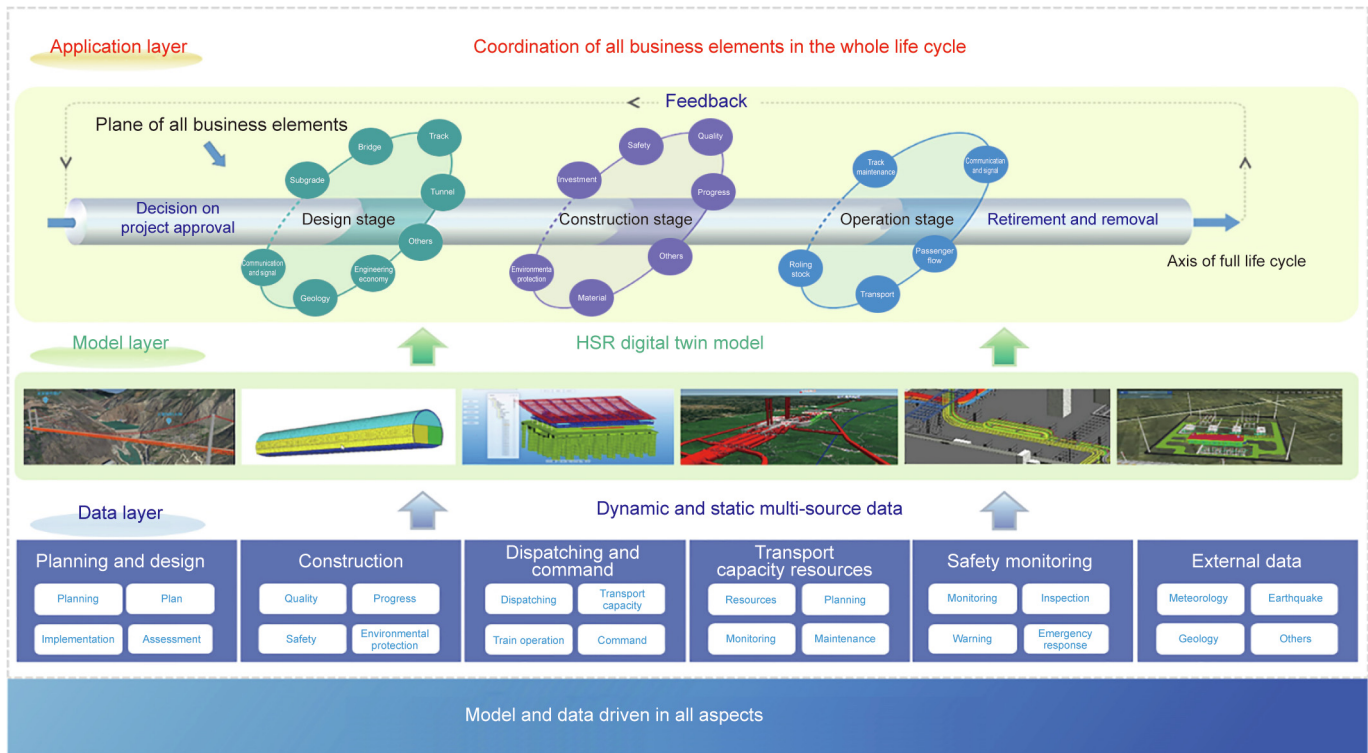 Application layer
Coordination of all business elements in the whole life cycle
Feedback
Plane of all business elements
Track
Bridge
Subgrade
Tunnel
Others
Engineering
economy
Geology
Communication
and signal
Quality
Safety
Investment
Progress
Others
Material
Environmenta
protection
Track
maintenance
Communication
and signal
Passenger
flow
Transport
Roling
stock
Decision on
project approval
Design stage
Construction stage
Operation stage
Retirement and removal
Axis of full life cycle
Model layer
HSR digital twin model
Data layer
Dynamic and static multi-source data
Planning and design
Planning
Plan
Implementation
Assessment
Construction
Quality
Progress
Safety
Environmental
protection
Dispatching and
command
Dispatching
Transport
capacity
Train operation
Command
Transport
capacity resources
Resources
Planning
Monitoring
Maintenance
Safety monitoring
Monitoring
Inspection
Warning
Emergency
response
External data
Meteorology
Earthquake
Geology
Others
Model and data driven in all aspects